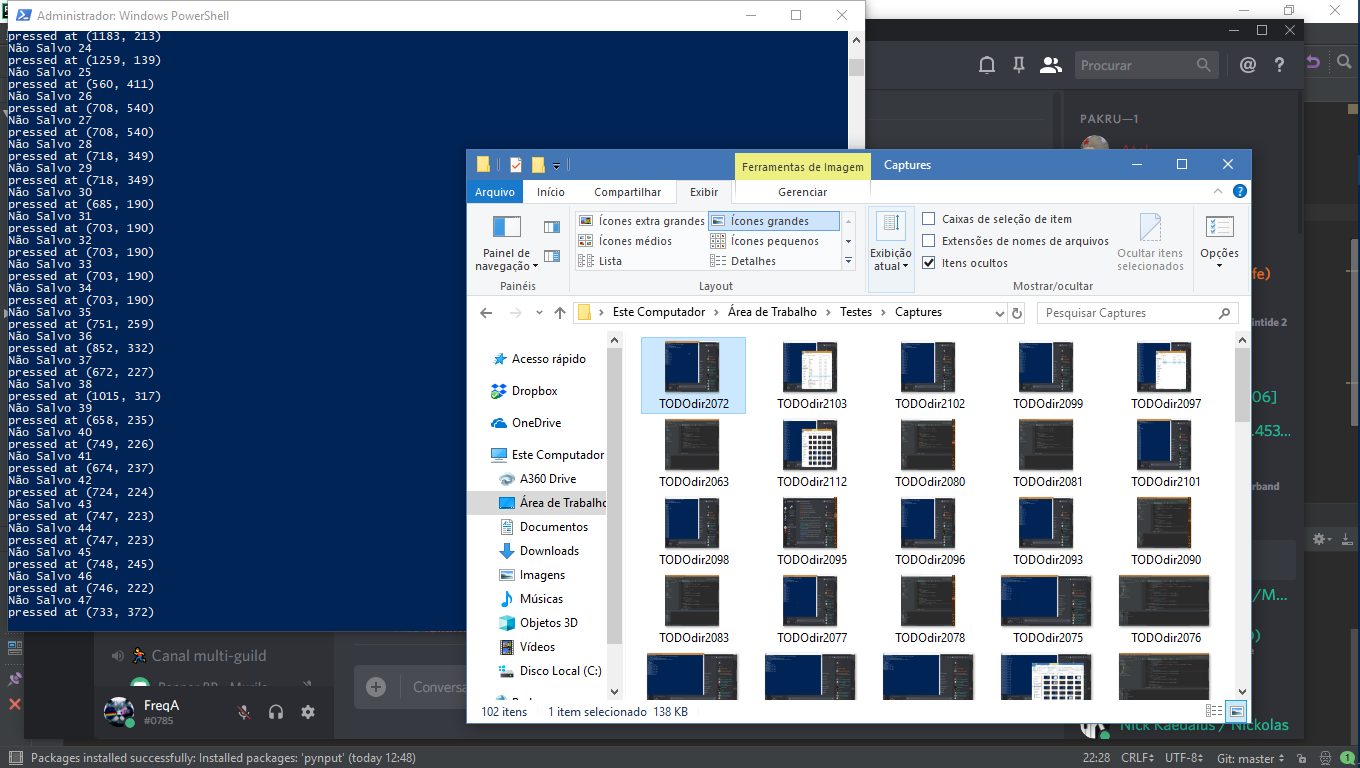 Administrador: Windows PowerShell
pressed at (1183, 213)
Não Salvo 24
pressed at (1259, 139)
Não Salvo 25
pressed at (560, 411)
Não Salvo 26
pressed at (708, 540)
Não Salvo 27
pressed at (708, 540)
Não Salvo 28
pressed at (718, 349)
Não Salvo 29
pressed at (718, 349)
Não Salvo 30
pressed at (685, 190)
Não Salvo 31
pressed at (703, 190)
Não Salvo 32
pressed at (703, 190)
Não Salvo 33
pressed at (703, 190)
Não Salvo 34
pressed at (703, 190)
Não Salvo 35
pressed at (751, 259)
Não Salvo 36
pressed at (852, 332)
Não Salvo 37
pressed at (672, 227)
Não Salvo 38
pressed at (1015, 317)
Não Salvo 39
pressed at (658, 235)
Não Salvo 40
pressed at (749, 226)
Não Salvo 41
pressed at (674, 237)
Não Salvo 42
pressed at (724, 224)
Não Salvo 43
pressed at (747, 223)
Não Salvo 44
pressed at (747, 223)
Não Salvo 45
pressed at (748, 245)
Não Salvo 46
pressed at (746, 222)
Não Salvo 47
pressed at (733, 372)
Procurar
@ ?
PAKRU—1
Ferramentas de Imagem
Captures
Arquivo Início Compartilhar Exibir Gerenciar
Painel de navegação
Ícones extra grandes Ícones grandes
Ícones médios Ícones pequenos
Lista Detalhes
Exibição atual
Caixas de seleção de item
Extensões de nomes de arquivos
Itens ocultos
Ocultar itens selecionados
Opções
Painéis Layout Mostrar/ocultar
Este Computador Área de Trabalho Testes Captures
Pesquisar Captures
Acesso rápido
Dropbox
OneDrive
Este Computador
A360 Drive
Área de Trabalho
Documentos
Downloads
Imagens
Músicas
Objetos 3D
Vídeos
Disco Local (C:)
TODOdir2072 TODOdir2103 TODOdir2102 TODOdir2099 TODOdir2097
TODOdir2063 TODOdir2112 TODOdir2080 TODOdir2081 TODOdir2101
TODOdir2098 TODOdir2095 TODOdir2096 TODOdir2093 TODOdir2090
TODOdir2083 TODOdir2077 TODOdir2078 TODOdir2075 TODOdir2076
102 itens 1 item selecionado 138 KB
fe)
intide 2
06]
1.453...
erband
/M...
Nick Kaedalus / Nickolas
Canal multi-guild
FreqA
#0785
Conversa
Packages installed successfully: Installed packages: 'pynput' (today 12:48)
22:28 CRLF UTF-8 Git: master 1